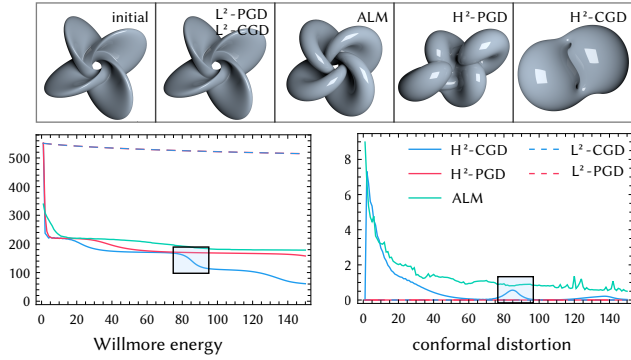 initial
L²-PGD
L²-CGD
ALM
H²-PGD
H²-CGD
500
400
300
200
100
0
0 20 40 60 80 100 120 140
Willmore energy
8
6
4
2
0
0 20 40 60 80 100 120 140
conformal distortion
H²-CGD
L²-CGD
H²-PGD
L²-PGD
ALM